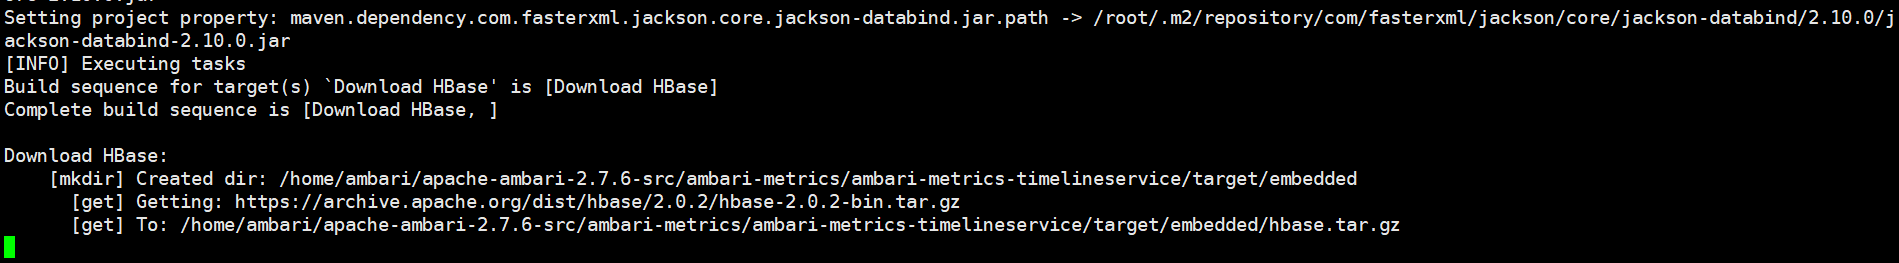 Setting project property: maven.dependency.com.fasterxml.jackson.core.jackson-databind.jar.path -> /root/.m2/repository/com/fasterxml/jackson/core/jackson-databind/2.10.0/j
ackson-databind-2.10.0.jar
[INFO] Executing tasks
Build sequence for target(s) `Download HBase' is [Download HBase]
Complete build sequence is [Download HBase, ]
Download HBase:
[mkdir] Created dir: /home/ambari/apache-ambari-2.7.6-src/ambari-metrics/ambari-metrics-timelineservice/target/embedded
[get] Getting: https://archive.apache.org/dist/hbase/2.0.2/hbase-2.0.2-bin.tar.gz
[get] To: /home/ambari/apache-ambari-2.7.6-src/ambari-metrics/ambari-metrics-timelineservice/target/embedded/hbase.tar.gz